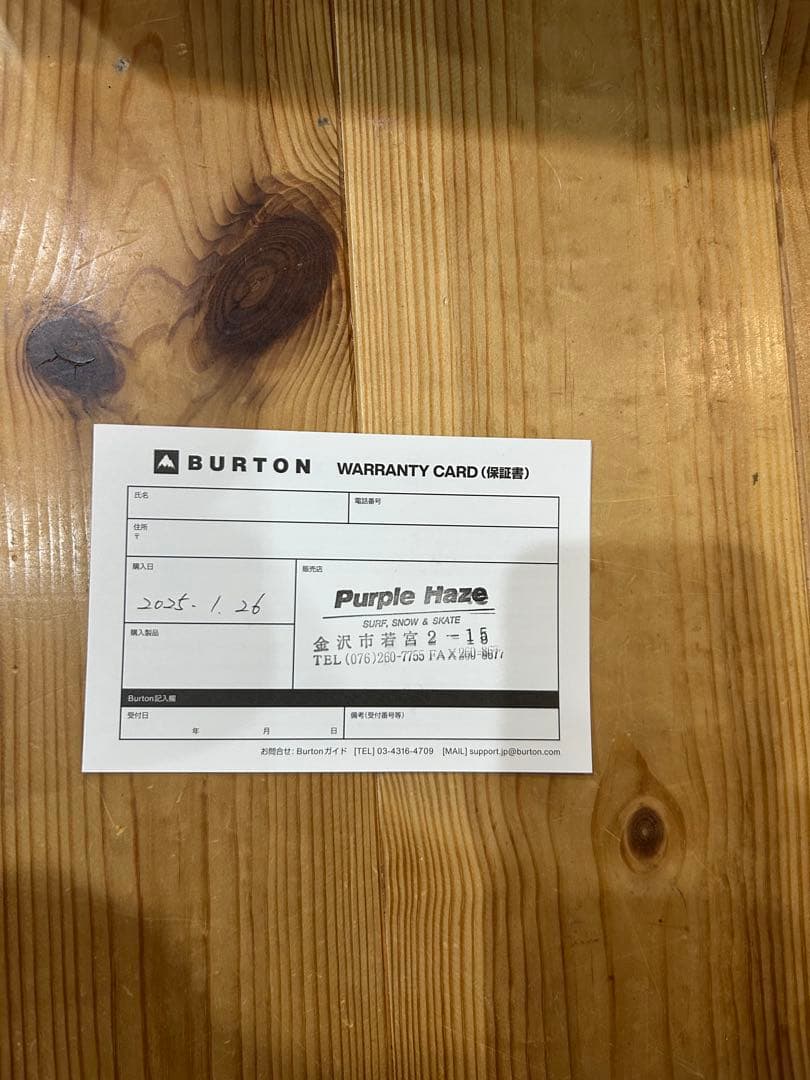 BURTON WARRANTY CARD（保証書）
氏名
電話番号
住所
〒
購入日
2025. 1. 26
販売店
Purple Haze
SURF, SNOW & SKATE
金沢市若宮2-15
TEL (076)260-7755 FAX260-8677
購入製品
Burton記入欄
受付日
年 月 日
備考(受付番号等)
お問合せ: Burtonガイド [TEL] 03-4316-4709 [MAIL] support.jp@burton.com